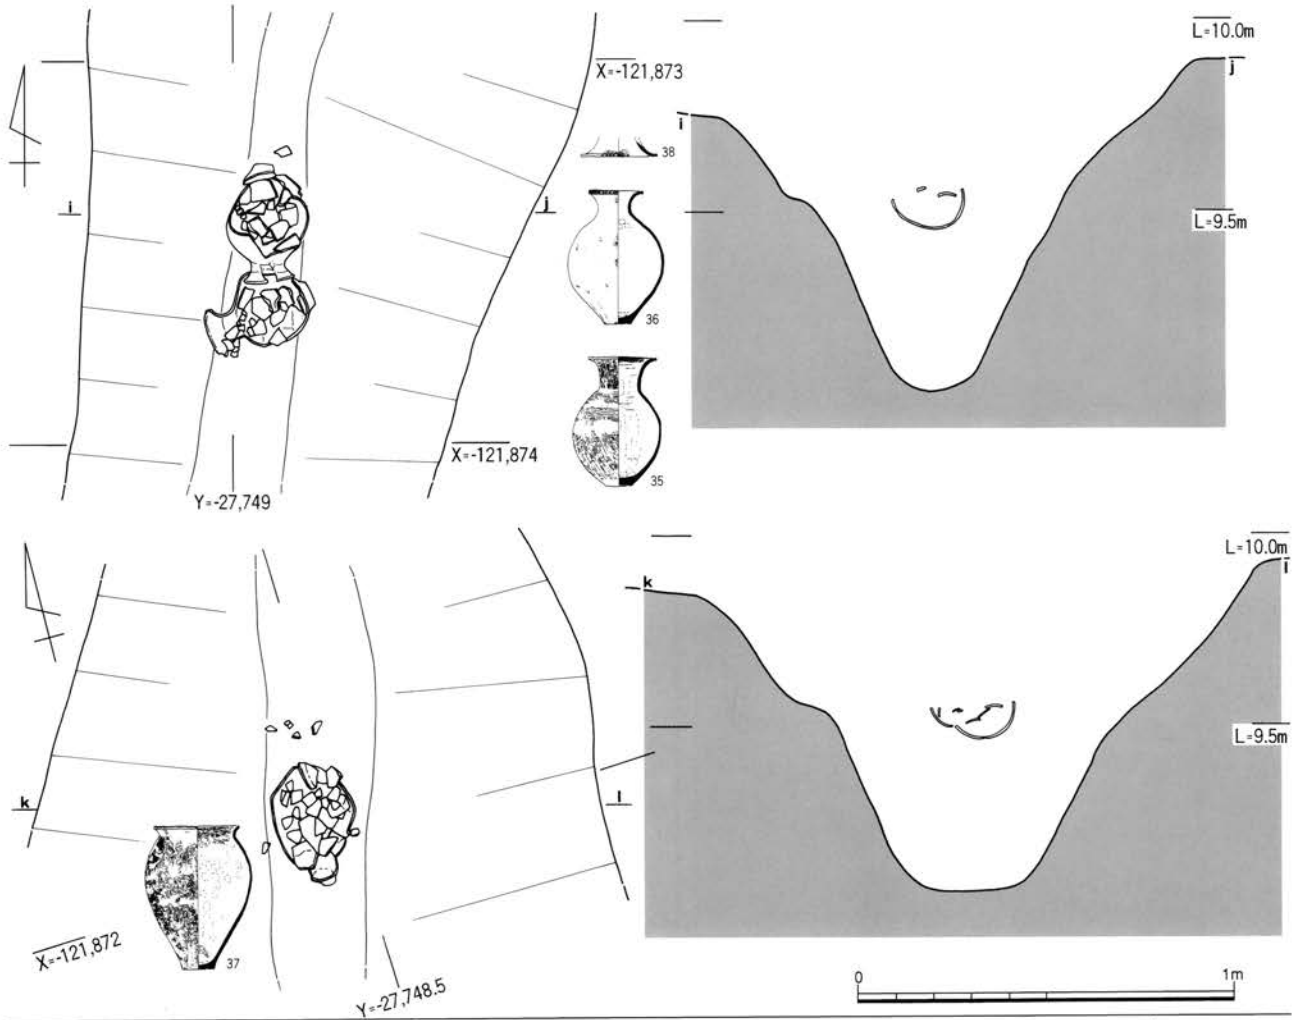 L=10.0m
X=-121,873
j
i
38
i
j
L=9.5m
36
X=-121,874
35
Y=-27,749
L=10.0m
l
k
L=9.5m
k
l
37
X=-121,872
Y=-27,748.5
0
1m